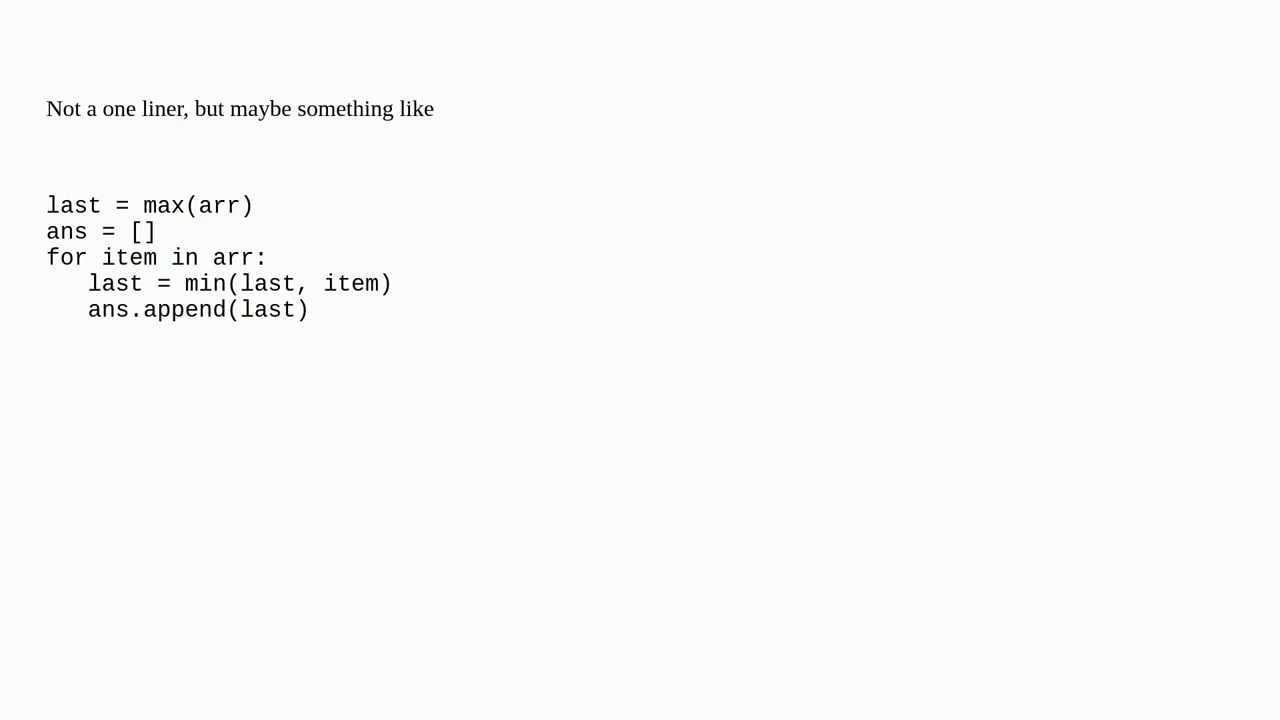 Not a one liner, but maybe something like
last = max(arr)
ans = []
for item in arr:
   last = min(last, item)
   ans.append(last)